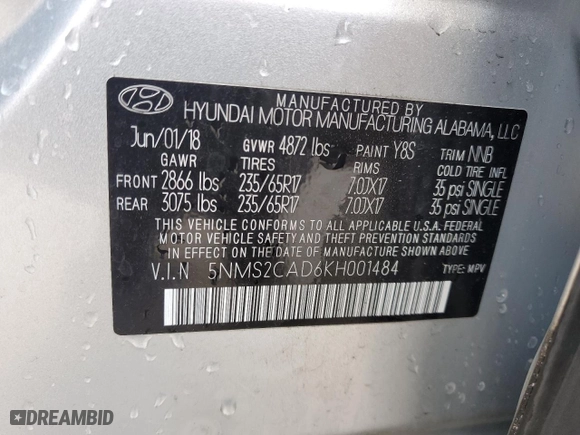 MANUFACTURED BY
HYUNDAI MOTOR MANUFACTURING ALABAMA, LLC
Jun/01/18 GVWR 4872 lbs PAINT Y8S TRIM NNB
GAWR TIRES RIMS COLD TIRE INFL
FRONT 2866 lbs 235/65R17 7.0JX17 35 psi SINGLE
REAR 3075 lbs 235/65R17 7.0JX17 35 psi SINGLE
THIS VEHICLE CONFORMS TO ALL APPLICABLE U.S.A. FEDERAL
MOTOR VEHICLE SAFETY AND THEFT PREVENTION STANDARDS
IN EFFECT ON THE DATE OF MANUFACTURE SHOWN ABOVE.
V.I.N 5NMS2CAD6KH001484 TYPE: MPV
DREAMBID